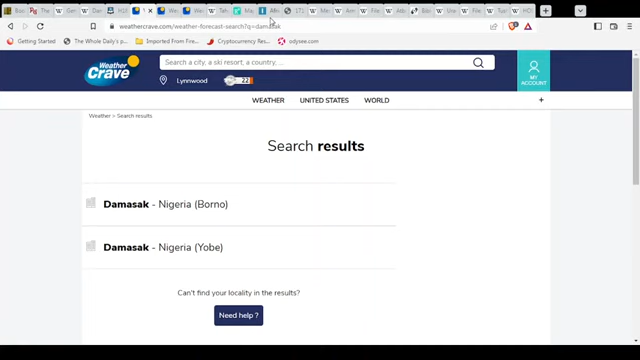 weathercrave.com/weather-forecast-search?q=damasak
Getting Started
The Whole Daily's p...
Imported From Fire...
Cryptocurrency Res...
odysee.com
Weather
Crave
Search a city, a ski resort, a country, ...
MY
ACCOUNT
Lynnwood
22
WEATHER
UNITED STATES
WORLD
+
Weather > Search results
Search results
Damasak - Nigeria (Borno)
Damasak - Nigeria (Yobe)
Can't find your locality in the results?
Need help ?